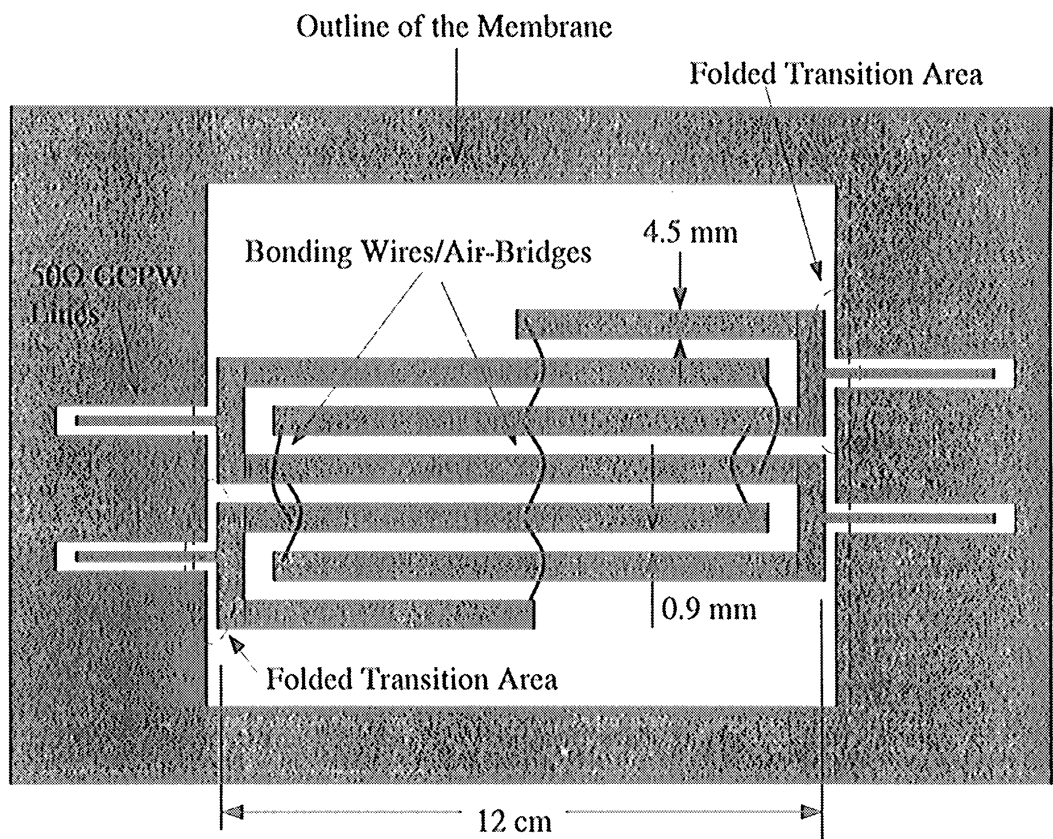 Outline of the Membrane
Folded Transition Area
4.5 mm
Bonding Wires/Air-Bridges
50Ω GCPW
Lines
0.9 mm
Folded Transition Area
12 cm